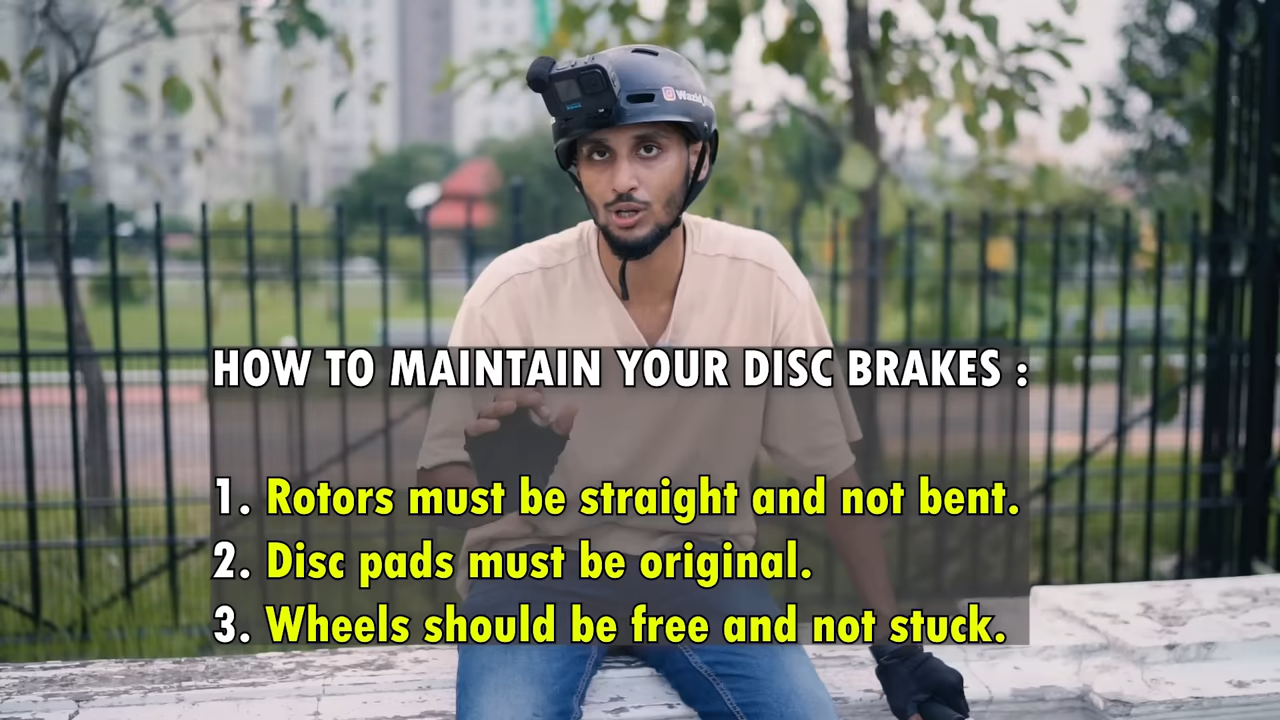 Wazid
HOW TO MAINTAIN YOUR DISC BRAKES :
1. Rotors must be straight and not bent.
2. Disc pads must be original.
3. Wheels should be free and not stuck.